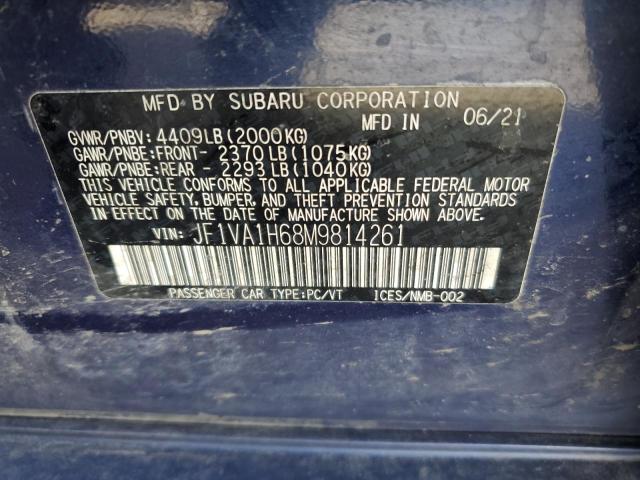 MFD BY SUBARU CORPORATION
MFD IN 06/21
GVWR/PNBV: 4409LB(2000KG)
GAWR/PNBE:FRONT- 2370LB(1075KG)
GAWR/PNBE:REAR - 2293LB(1040KG)
THIS VEHICLE CONFORMS TO ALL APPLICABLE FEDERAL MOTOR
VEHICLE SAFETY, BUMPER, AND THEFT PREVENTION STANDARDS
IN EFFECT ON THE DATE OF MANUFACTURE SHOWN ABOVE.
VIN: JF1VA1H68M9814261
PASSENGER CAR TYPE:PC/VT ICES/NMB-002